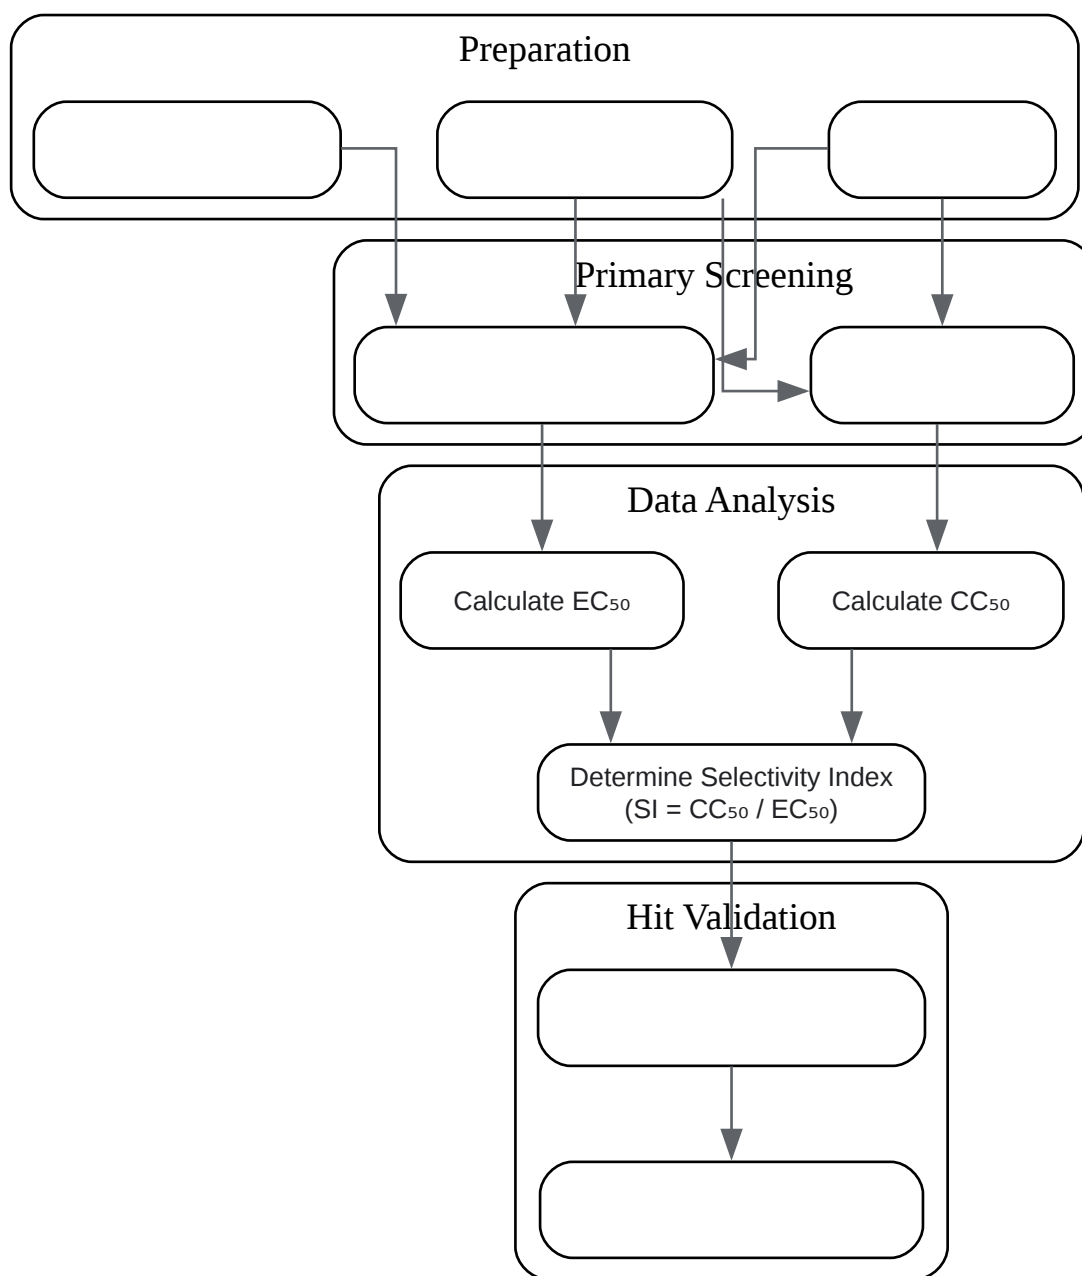 Preparation
Primary Screening
Data Analysis
Calculate EC₅₀
Calculate CC₅₀
Determine Selectivity Index
(SI = CC₅₀ / EC₅₀)
Hit Validation